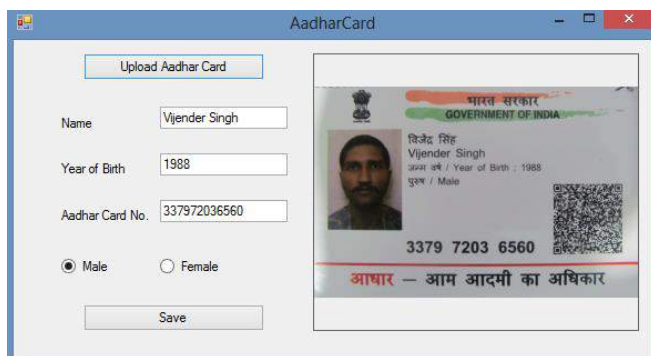 AadharCard
Upload Aadhar Card
Name Vijender Singh
Year of Birth 1988
Aadhar Card No. 337972036560
Male Female
Save
भारत सरकार
GOVERNMENT OF INDIA
विजेंद्र सिंह
Vijender Singh
जन्म वर्ष / Year of Birth : 1988
पुरुष / Male
3379 7203 6560
आधार – आम आदमी का अधिकार